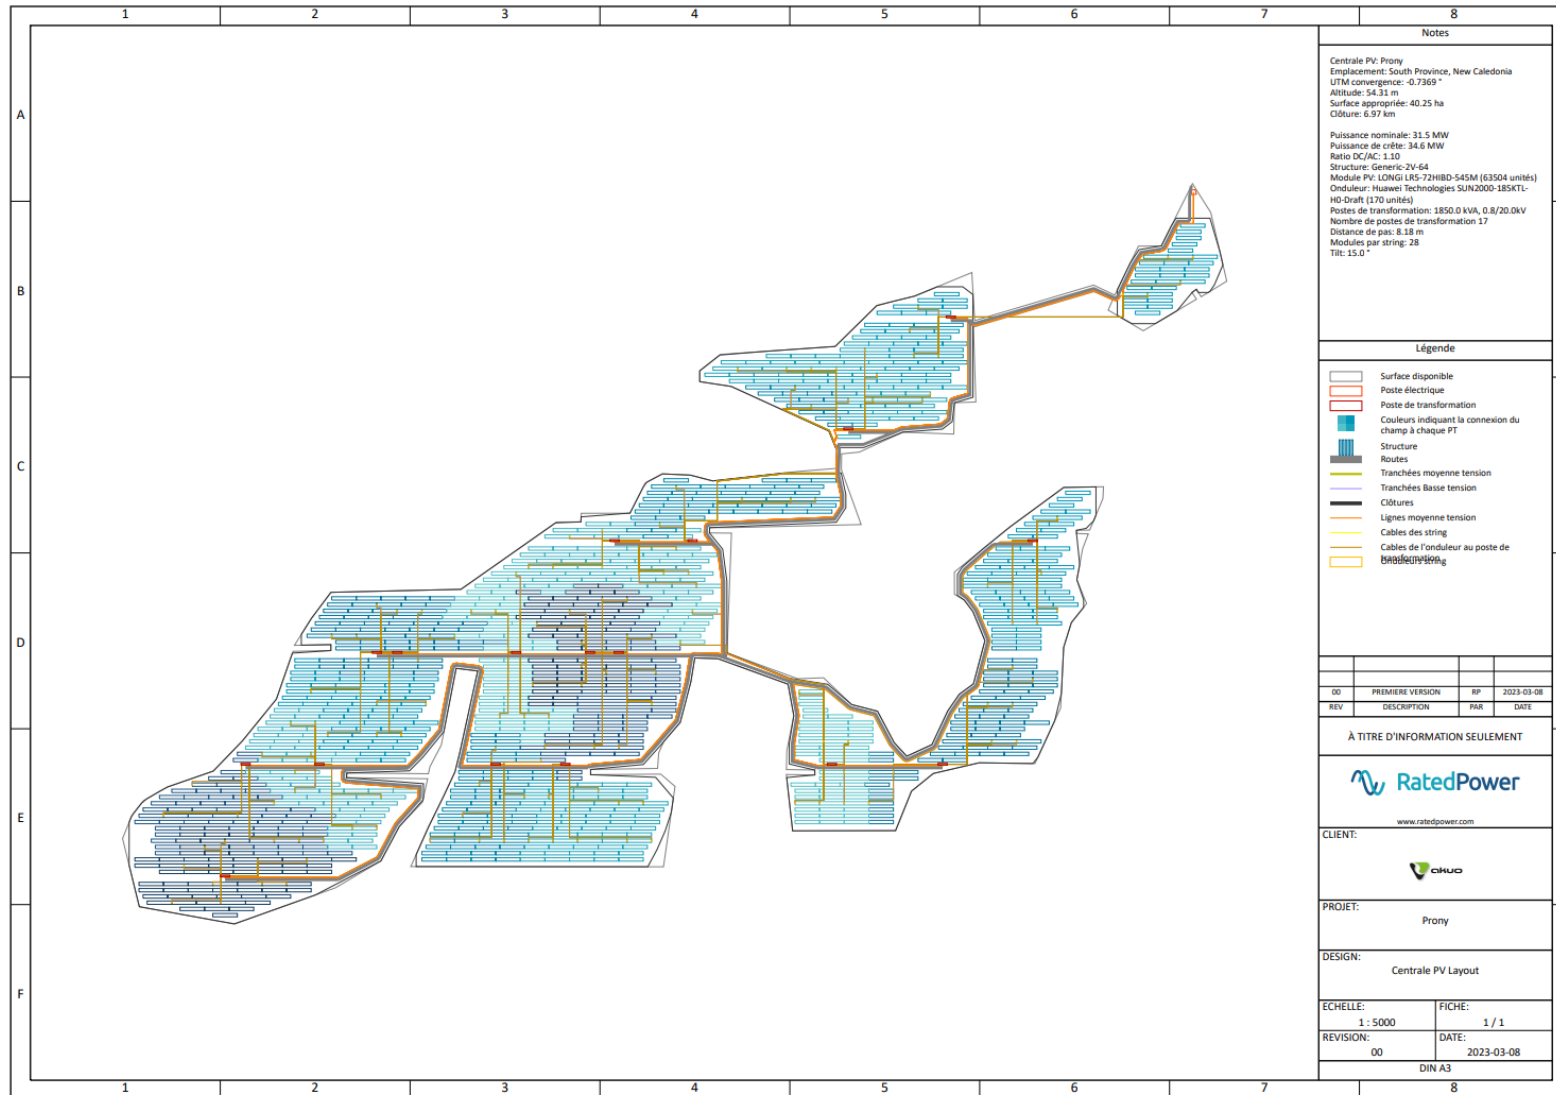 1 2 3 4 5 6 7 8
A
B
C
D
E
F
1 2 3 4 5 6 7 8
Notes
Centrale PV: Prony
Emplacement: South Province, New Caledonia
UTM convergence: -0.7369 °
Altitude: 54.31 m
Surface appropriée: 40.25 ha
Clôture: 6.97 km
Puissance nominale: 31.5 MW
Puissance de crête: 34.6 MW
Ratio DC/AC: 1.10
Structure: Generic-2V-64
Module PV: LONGi LR5-72HIBD-545M (63504 unités)
Onduleur: Huawei Technologies SUN2000-185KTL-
H0-Draft (170 unités)
Postes de transformation: 1850.0 kVA, 0.8/20.0kV
Nombre de postes de transformation 17
Distance de pas: 8.18 m
Modules par string: 28
Tilt: 15.0 °
Légende
Surface disponible
Poste électrique
Poste de transformation
Couleurs indiquant la connexion du
champ à chaque PT
Structure
Routes
Tranchées moyenne tension
Tranchées Basse tension
Clôtures
Lignes moyenne tension
Cables des string
Cables de l'onduleur au poste de
transformation
Onduleurs string
00 PREMIERE VERSION RP 2023-03-08
REV DESCRIPTION PAR DATE
À TITRE D'INFORMATION SEULEMENT
RatedPower
www.ratedpower.com
CLIENT:
akuo
PROJET:
Prony
DESIGN:
Centrale PV Layout
ECHELLE: FICHE:
1 : 5000 1 / 1
REVISION: DATE:
00 2023-03-08
DIN A3